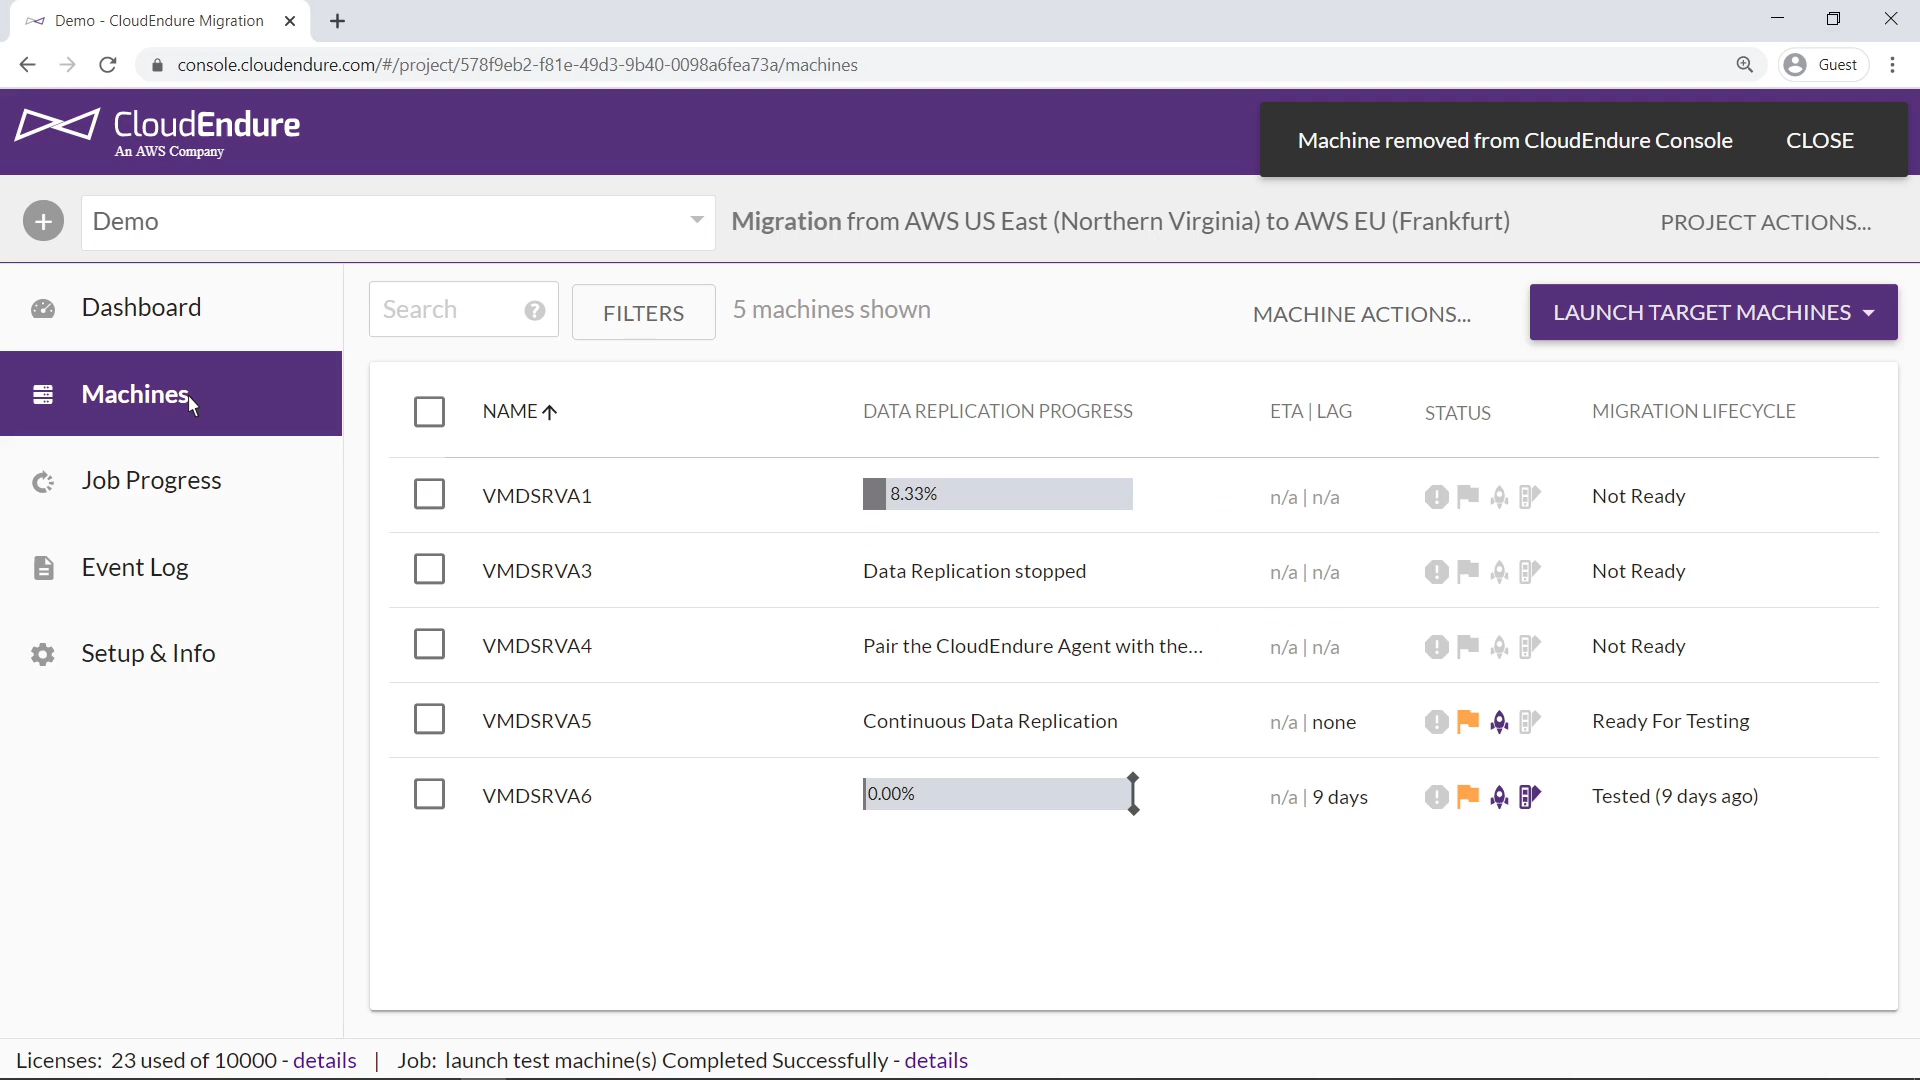 Demo - CloudEndure Migration
console.cloudendure.com/#/project/578f9eb2-f81e-49d3-9b40-0098a6fea73a/machines
Guest
CloudEndure
An AWS Company
Machine removed from CloudEndure Console CLOSE
Demo Migration from AWS US East (Northern Virginia) to AWS EU (Frankfurt) PROJECT ACTIONS...
Dashboard
Machines
Job Progress
Event Log
Setup & Info
Search ? FILTERS 5 machines shown MACHINE ACTIONS... LAUNCH TARGET MACHINES
NAME DATA REPLICATION PROGRESS ETA | LAG STATUS MIGRATION LIFECYCLE
VMDSRVA1 8.33% n/a | n/a Not Ready
VMDSRVA3 Data Replication stopped n/a | n/a Not Ready
VMDSRVA4 Pair the CloudEndure Agent with the... n/a | n/a Not Ready
VMDSRVA5 Continuous Data Replication n/a | none Ready For Testing
VMDSRVA6 0.00% n/a | 9 days Tested (9 days ago)
Licenses: 23 used of 10000 - details | Job: launch test machine(s) Completed Successfully - details